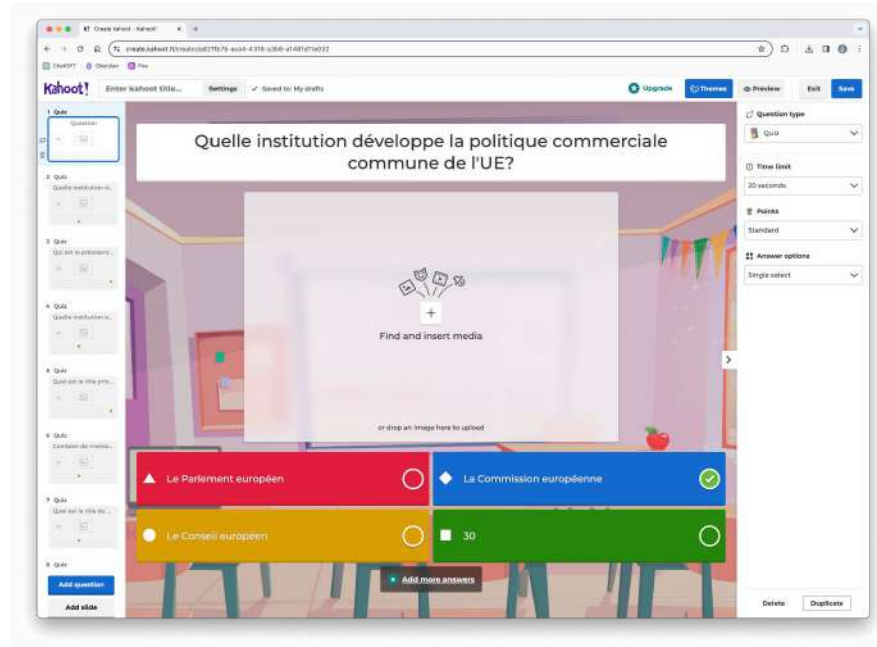 Create kahoot - Kahoot!
ChatGPT
Kahoot!
Enter kahoot title...
Settings
Saved to: My drafts
Upgrade
Themes
Preview
Exit
Save
1 Quiz
Question
2 Quiz
3 Quiz
4 Quiz
5 Quiz
6 Quiz
7 Quiz
8 Quiz
Add question
Add slide
Quelle institution développe la politique commerciale
commune de l'UE?
Find and insert media
or drop an image here to upload
Le Parlement européen
La Commission européenne
Le Conseil européen
30
Add more answers
Question type
Quiz
Time limit
20 seconds
Points
Standard
Answer options
Single select
Delete
Duplicate